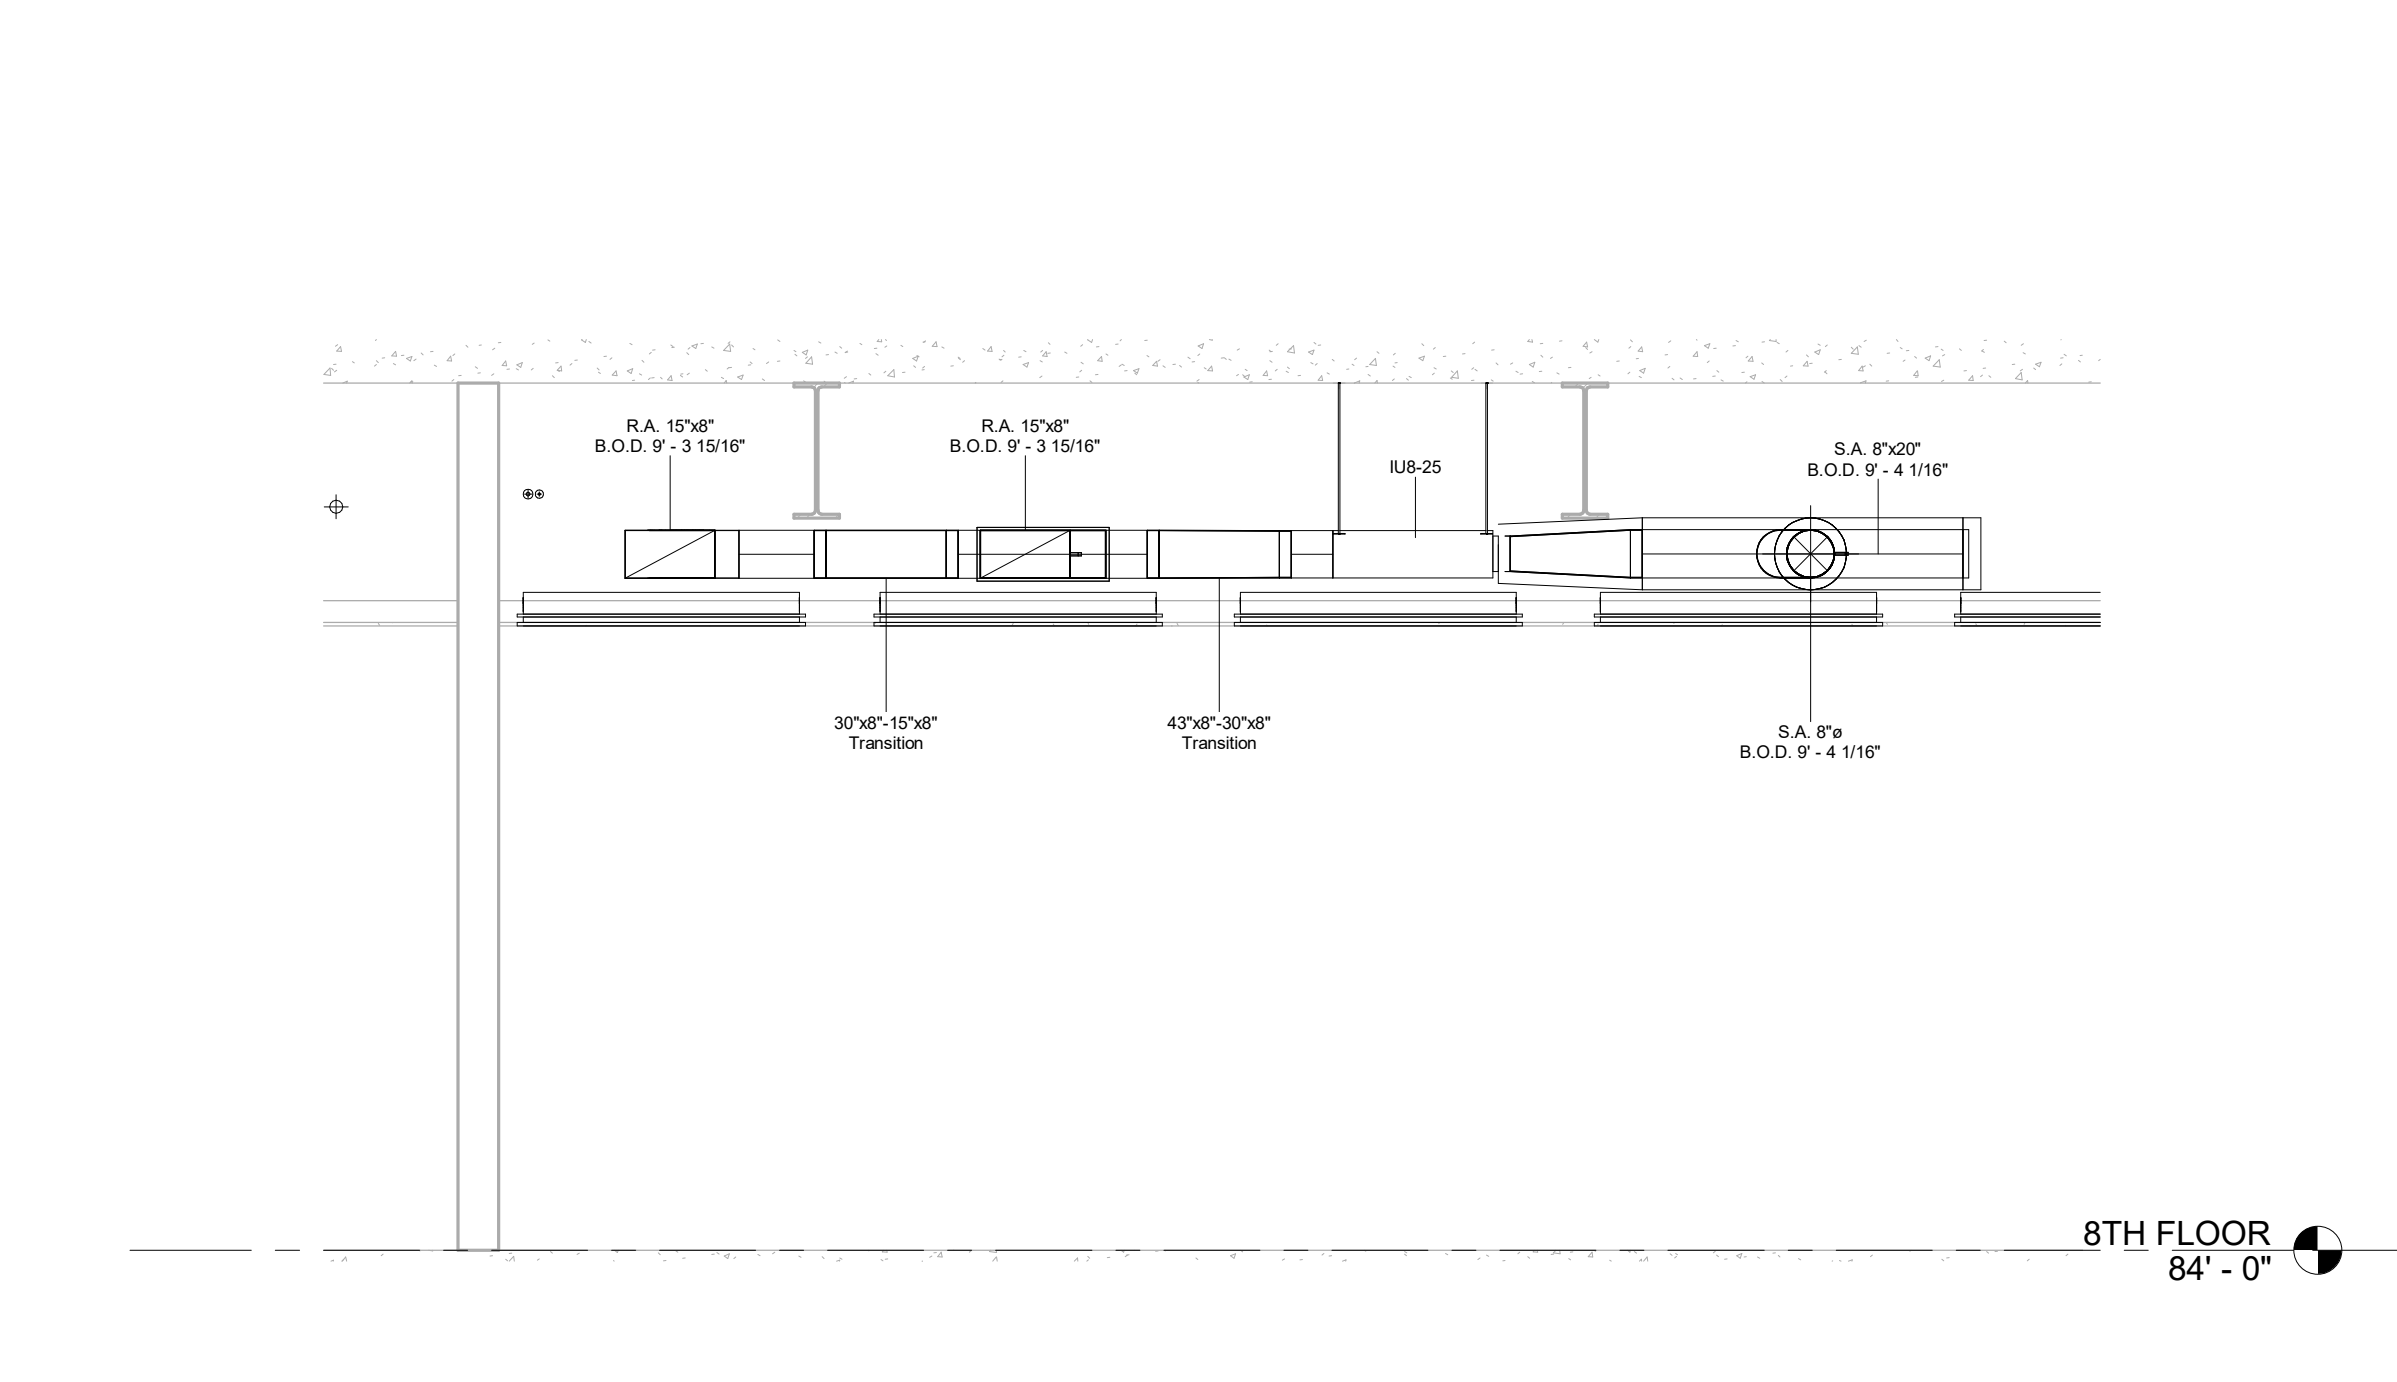 R.A. 15"x8"
B.O.D. 9' - 3 15/16"
R.A. 15"x8"
B.O.D. 9' - 3 15/16"
IU8-25
S.A. 8"x20"
B.O.D. 9' - 4 1/16"
30"x8"-15"x8"
Transition
43"x8"-30"x8"
Transition
S.A. 8"ø
B.O.D. 9' - 4 1/16"
8TH FLOOR
84' - 0"